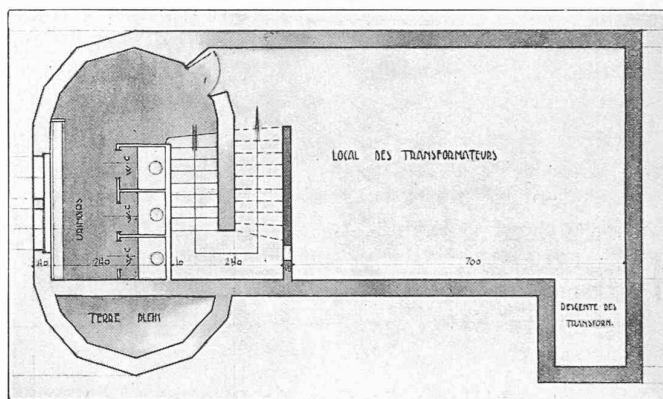 LOCAL DES TRANSFORMATEURS
URINOIRS
W.C
W.C
W.C
240
240
700
TERRE PLEIN
DESCENTE DES
TRANSFORM.